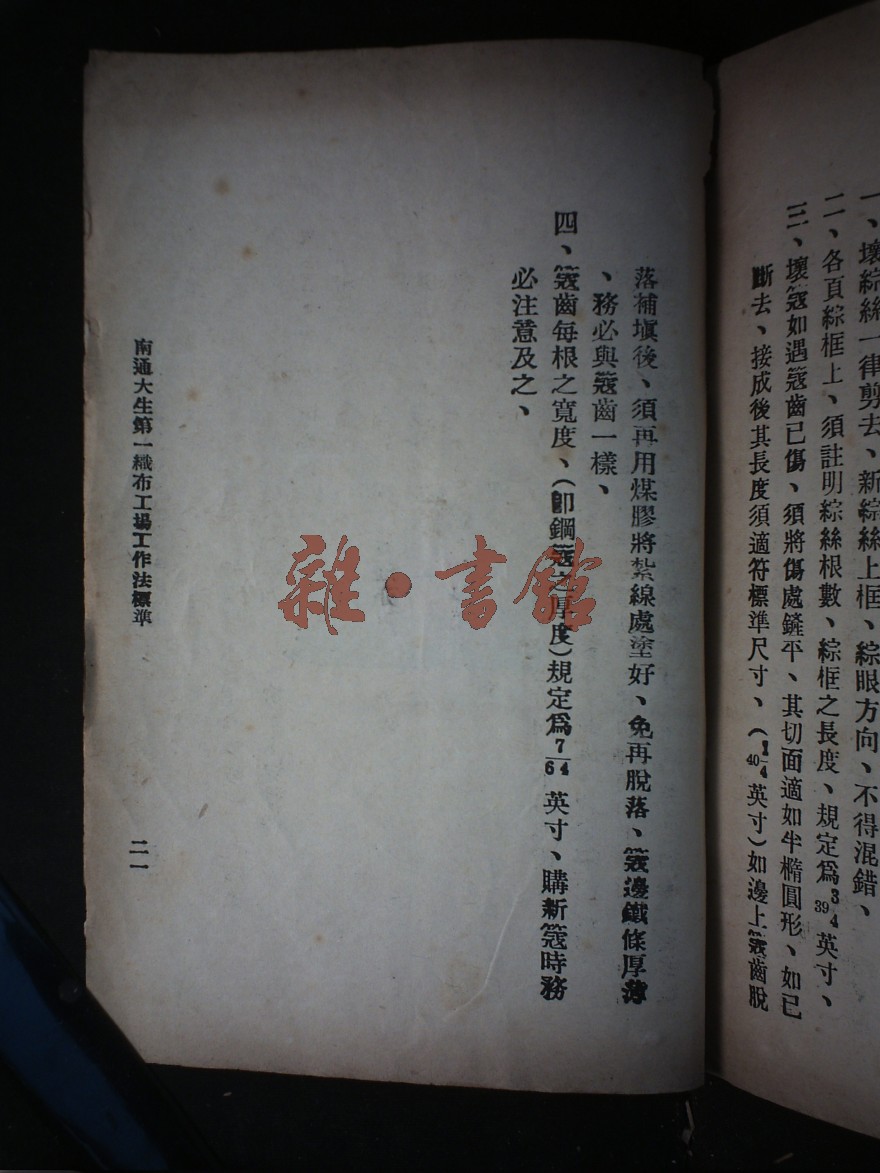 一、壞綜絲一律剪去、新綜絲上框、綜眼方向、不得混錯、
二、各頁綜框上、須註明綜絲根數、綜框之長度、規定爲39 3/4英寸、
三、壞筬如遇筬齒已傷、須將傷處鏟平、其切面適如半橢圓形、如已
斷去、接成後其長度須適符標準尺寸、(40 1/4英寸)如邊上筬齒脫
落補塡後、須再用煤膠將紮線處塗好、免再脫落、筬邊鐵條厚薄
、務必與筬齒一樣、
四、筬齒每根之寬度、(卽鋼筬之厚度)規定爲7/64英寸、購新筬時務
必注意及之、
南通大生第一織布工場工作法標準
二一
雜·書館